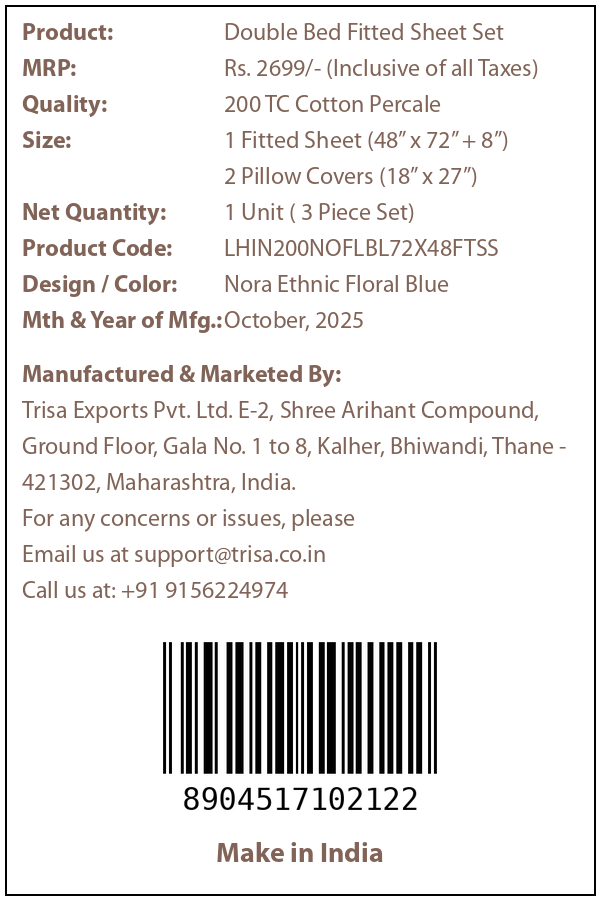 Product: Double Bed Fitted Sheet Set
MRP: Rs. 2699/- (Inclusive of all Taxes)
Quality: 200 TC Cotton Percale
Size: 1 Fitted Sheet (48” x 72” + 8”)
2 Pillow Covers (18” x 27”)
Net Quantity: 1 Unit ( 3 Piece Set)
Product Code: LHIN200NOFLBL72X48FTSS
Design / Color: Nora Ethnic Floral Blue
Mth & Year of Mfg.: October, 2025
Manufactured & Marketed By:
Trisa Exports Pvt. Ltd. E-2, Shree Arihant Compound,
Ground Floor, Gala No. 1 to 8, Kalher, Bhiwandi, Thane -
421302, Maharashtra, India.
For any concerns or issues, please
Email us at support@trisa.co.in
Call us at: +91 9156224974
8904517102122
Make in India